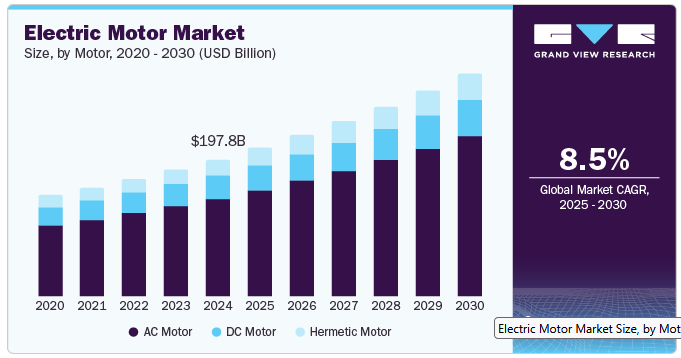 Electric Motor Market
Size, by Motor, 2020 - 2030 (USD Billion)
GRAND VIEW RESEARCH
$197.8B
8.5%
Global Market CAGR,
2025 - 2030
2020 2021 2022 2023 2024 2025 2026 2027 2028 2029 2030
AC Motor DC Motor Hermetic Motor
Electric Motor Market Size, by Mot